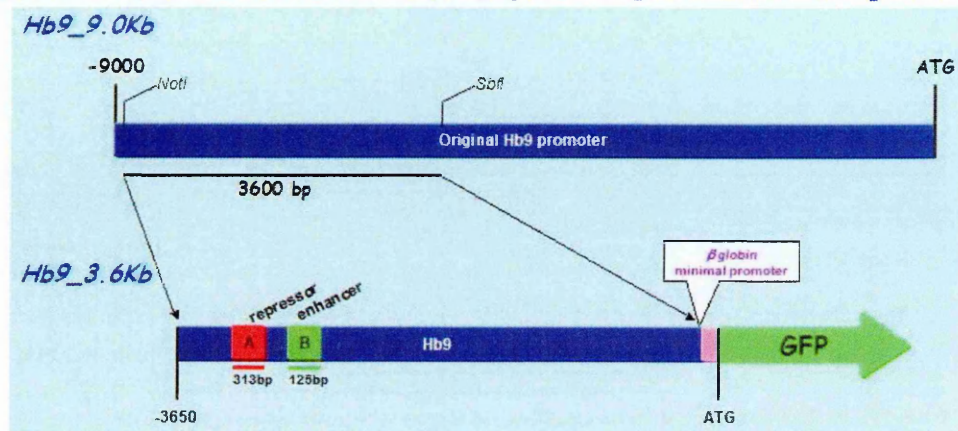 Hb9_9.0Kb
-9000
ATG
NotI
SbfI
Original Hb9 promoter
3600 bp
Hb9_3.6Kb
β globin
minimal promoter
repressor
enhancer
A
B
Hb9
GFP
313bp
125bp
-3650
ATG